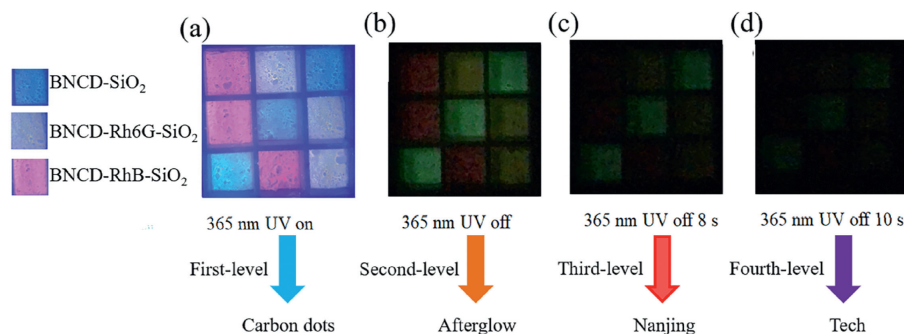 (a)
(b)
(c)
(d)
BNCD-SiO₂
BNCD-Rh6G-SiO₂
BNCD-RhB-SiO₂
365 nm UV on
365 nm UV off
365 nm UV off 8 s
365 nm UV off 10 s
First-level
Second-level
Third-level
Fourth-level
Carbon dots
Afterglow
Nanjing
Tech